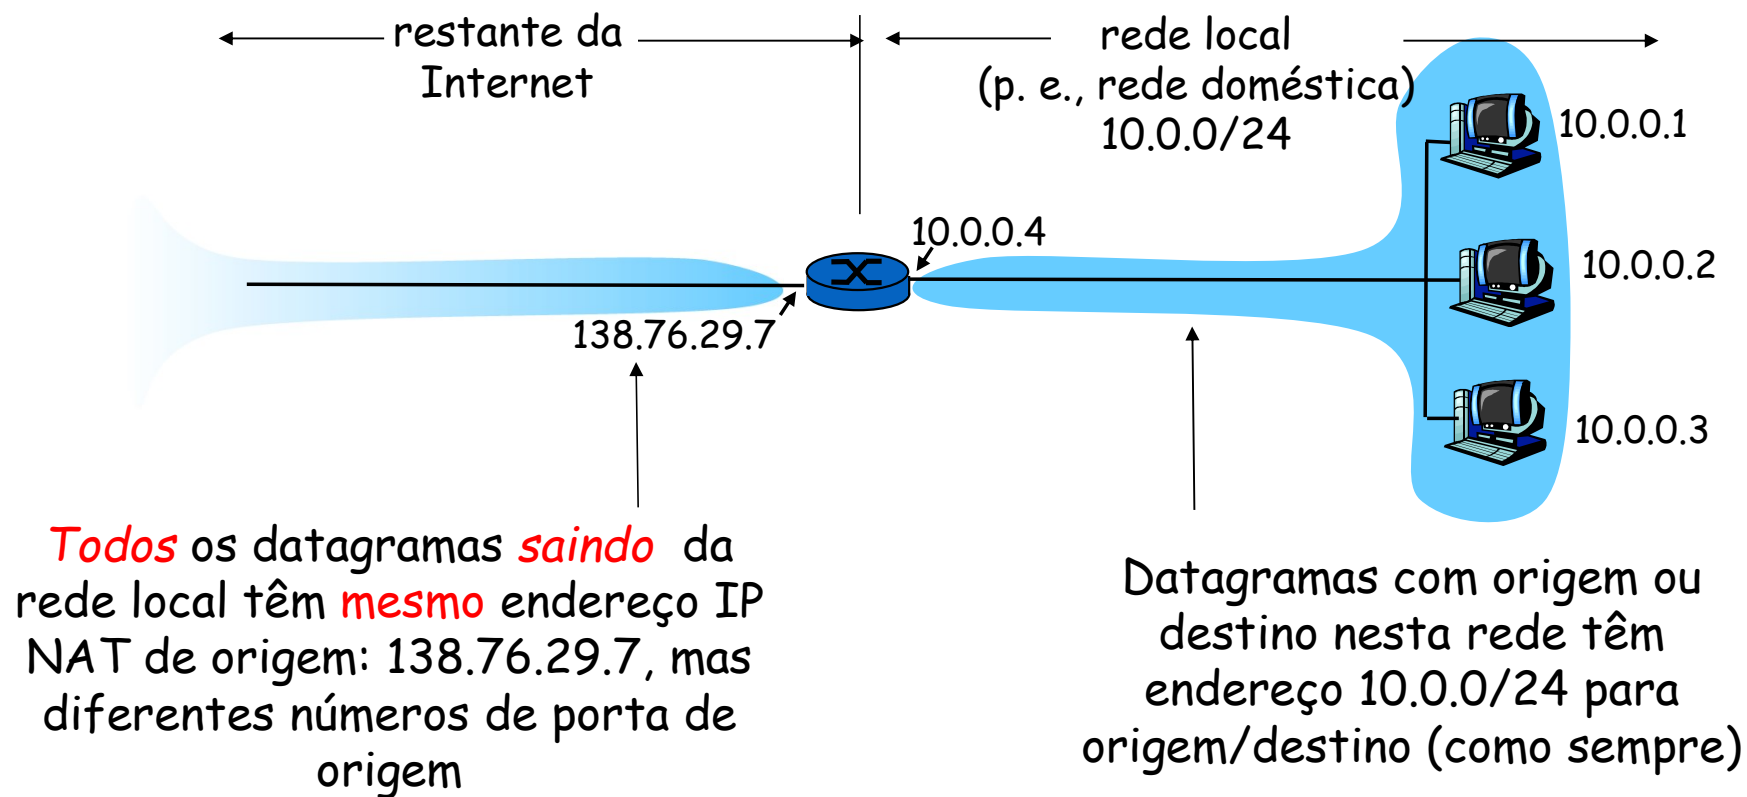 restante da
Internet
rede local
(p. e., rede doméstica)
10.0.0/24
10.0.0.1
10.0.0.4
10.0.0.2
138.76.29.7
10.0.0.3
Todos os datagramas saindo da
rede local têm mesmo endereço IP
NAT de origem: 138.76.29.7, mas
diferentes números de porta de
origem
Datagramas com origem ou
destino nesta rede têm
endereço 10.0.0/24 para
origem/destino (como sempre)